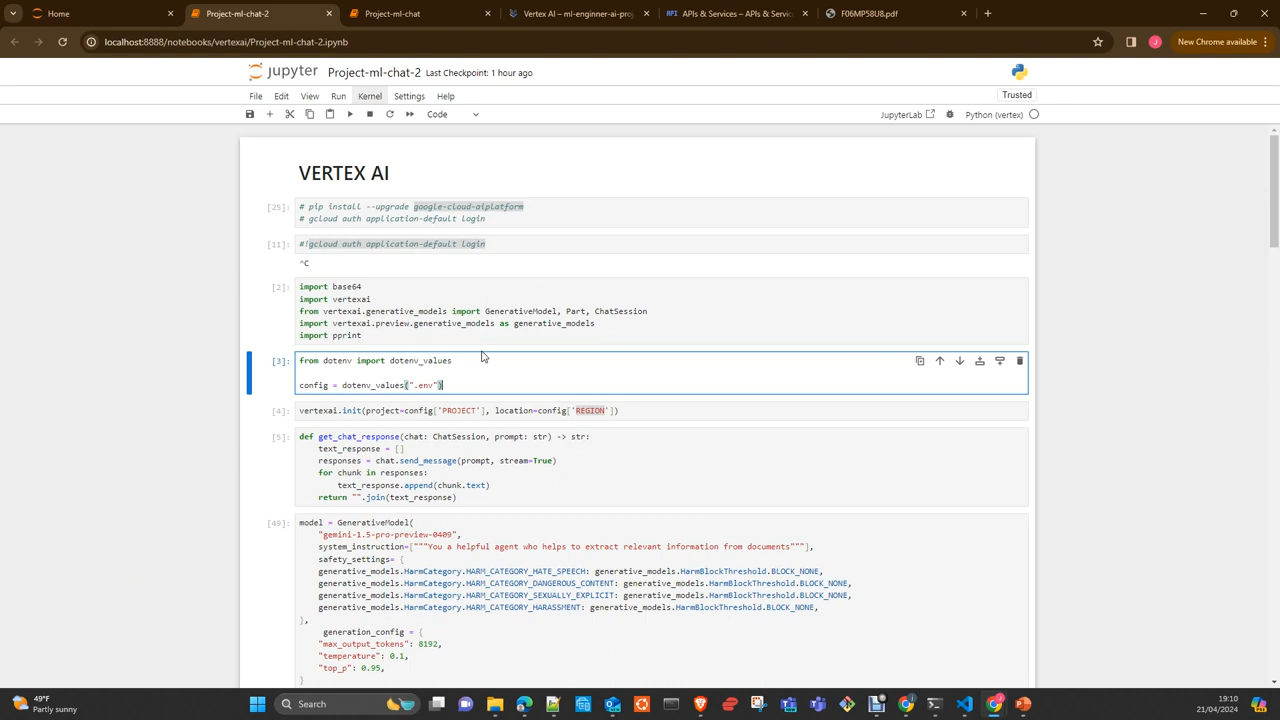 Home
Project-ml-chat-2
Project-ml-chat
Vertex AI – ml-enginner-ai-proj
API APIs & Services – APIs & Servic
F06MP58U8.pdf
localhost:8888/notebooks/vertexai/Project-ml-chat-2.ipynb
New Chrome available
jupyter Project-ml-chat-2 Last Checkpoint: 1 hour ago
File Edit View Run Kernel Settings Help
Trusted
Code
JupyterLab
Python (vertex)
VERTEX AI
[25]:
# pip install --upgrade google-cloud-aiplatform
# gcloud auth application-default login
[11]:
#!gcloud auth application-default login
^C
[2]:
import base64
import vertexai
from vertexai.generative_models import GenerativeModel, Part, ChatSession
import vertexai.preview.generative_models as generative_models
import pprint
[3]:
from dotenv import dotenv_values
config = dotenv_values(".env")
[4]:
vertexai.init(project=config['PROJECT'], location=config['REGION'])
[5]:
def get_chat_response(chat: ChatSession, prompt: str) -> str:
text_response = []
responses = chat.send_message(prompt, stream=True)
for chunk in responses:
text_response.append(chunk.text)
return "".join(text_response)
[49]:
model = GenerativeModel(
"gemini-1.5-pro-preview-0409",
system_instruction=["""You a helpful agent who helps to extract relevant information from documents"""],
safety_settings= {
generative_models.HarmCategory.HARM_CATEGORY_HATE_SPEECH: generative_models.HarmBlockThreshold.BLOCK_NONE,
generative_models.HarmCategory.HARM_CATEGORY_DANGEROUS_CONTENT: generative_models.HarmBlockThreshold.BLOCK_NONE,
generative_models.HarmCategory.HARM_CATEGORY_SEXUALLY_EXPLICIT: generative_models.HarmBlockThreshold.BLOCK_NONE,
generative_models.HarmCategory.HARM_CATEGORY_HARASSMENT: generative_models.HarmBlockThreshold.BLOCK_NONE,
},
generation_config = {
"max_output_tokens": 8192,
"temperature": 0.1,
"top_p": 0.95,
}
49°F
Partly sunny
Search
19:10
21/04/2024